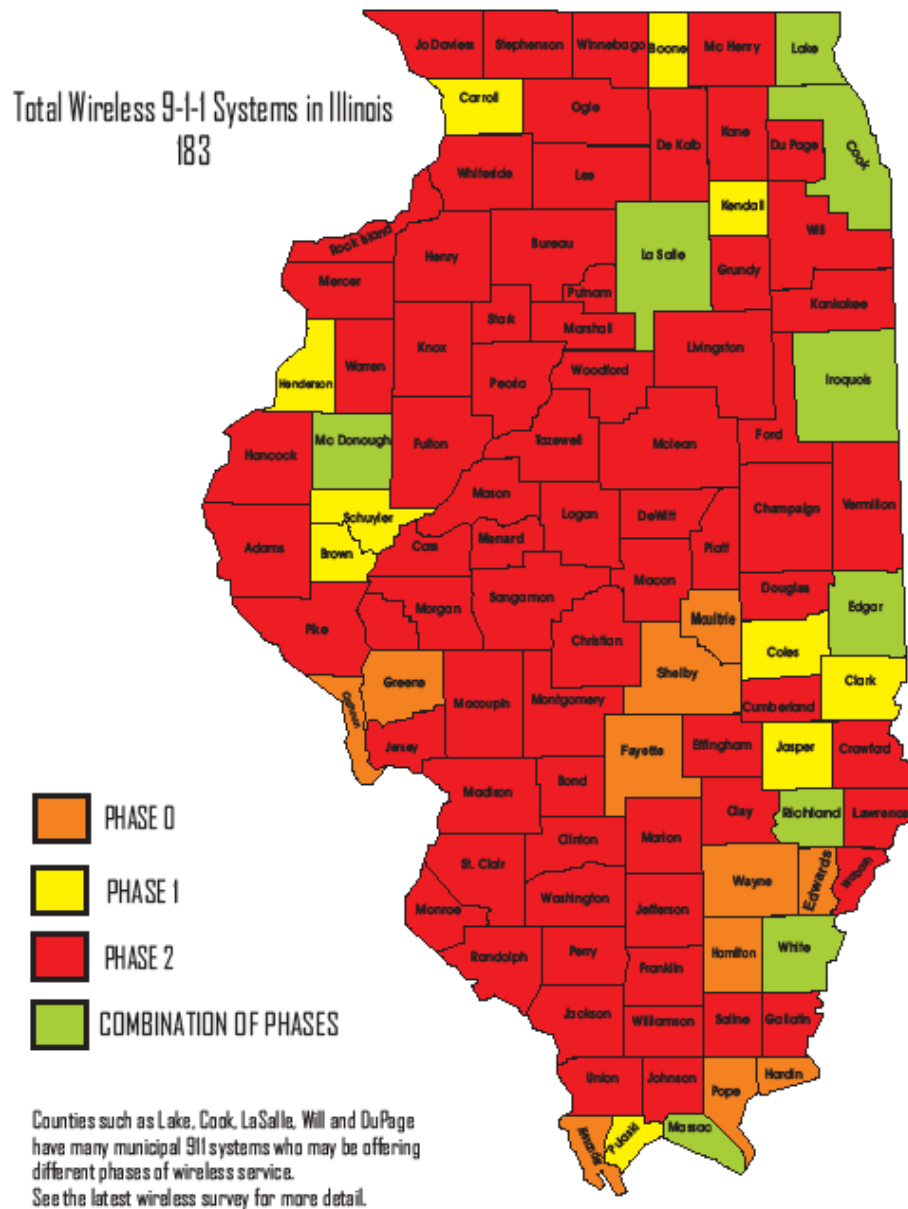 Jo Daviess
Stephenson
Winnebago
Boone
Mc Henry
Lake
Total Wireless 9-1-1 Systems in Illinois
183
Carroll
Ogle
De Kalb
Kane
Du Page
Cook
Whiteside
Lee
Kendall
Will
Rock Island
Henry
Bureau
La Salle
Grundy
Mercer
Putnam
Kankakee
Stark
Marshall
Livingston
Knox
Warren
Henderson
Peoria
Woodford
Iroquois
Mc Donough
Fulton
Tazewell
Mclean
Ford
Hancock
Mason
Logan
DeWitt
Champaign
Vermilion
Schuyler
Adams
Brown
Cass
Menard
Piatt
Macon
Douglas
Edgar
Pike
Morgan
Sangamon
Moultrie
Christian
Coles
Shelby
Clark
Greene
Macoupin
Montgomery
Cumberland
Calhoun
Jersey
Fayette
Effingham
Jasper
Crawford
Madison
Bond
Clay
Richland
Lawrence
PHASE 0
Clinton
Marion
St. Clair
Wayne
Edwards
Wabash
PHASE 1
Washington
Jefferson
Monroe
PHASE 2
Randolph
Perry
Franklin
Hamilton
White
COMBINATION OF PHASES
Jackson
Williamson
Saline
Gallatin
Union
Johnson
Pope
Hardin
Pulaski
Massac
Counties such as Lake, Cook, LaSalle, Will and DuPage
have many municipal 911 systems who may be offering
different phases of wireless service.
See the latest wireless survey for more detail.